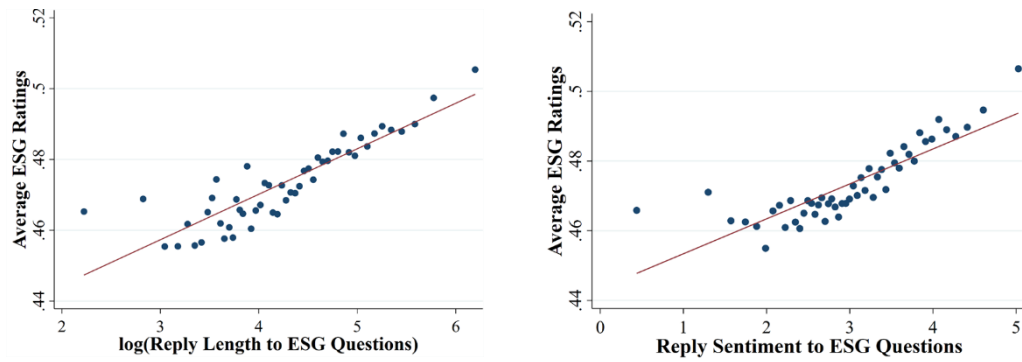 Average ESG Ratings
.52
.5
.48
.46
.44
2 3 4 5 6
log(Reply Length to ESG Questions)
Average ESG Ratings
.52
.5
.48
.46
.44
0 1 2 3 4 5
Reply Sentiment to ESG Questions